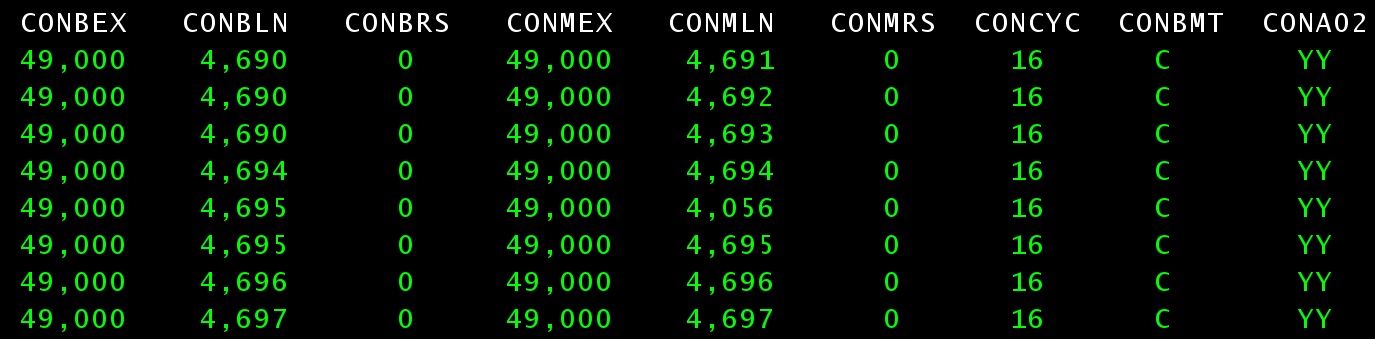 CONBEX CONBLN CONBRS CONMEX CONMLN CONMRS CONCYC CONBMT CONAO2
49,000 4,690 0 49,000 4,691 0 16 C YY
49,000 4,690 0 49,000 4,692 0 16 C YY
49,000 4,690 0 49,000 4,693 0 16 C YY
49,000 4,694 0 49,000 4,694 0 16 C YY
49,000 4,695 0 49,000 4,056 0 16 C YY
49,000 4,695 0 49,000 4,695 0 16 C YY
49,000 4,696 0 49,000 4,696 0 16 C YY
49,000 4,697 0 49,000 4,697 0 16 C YY